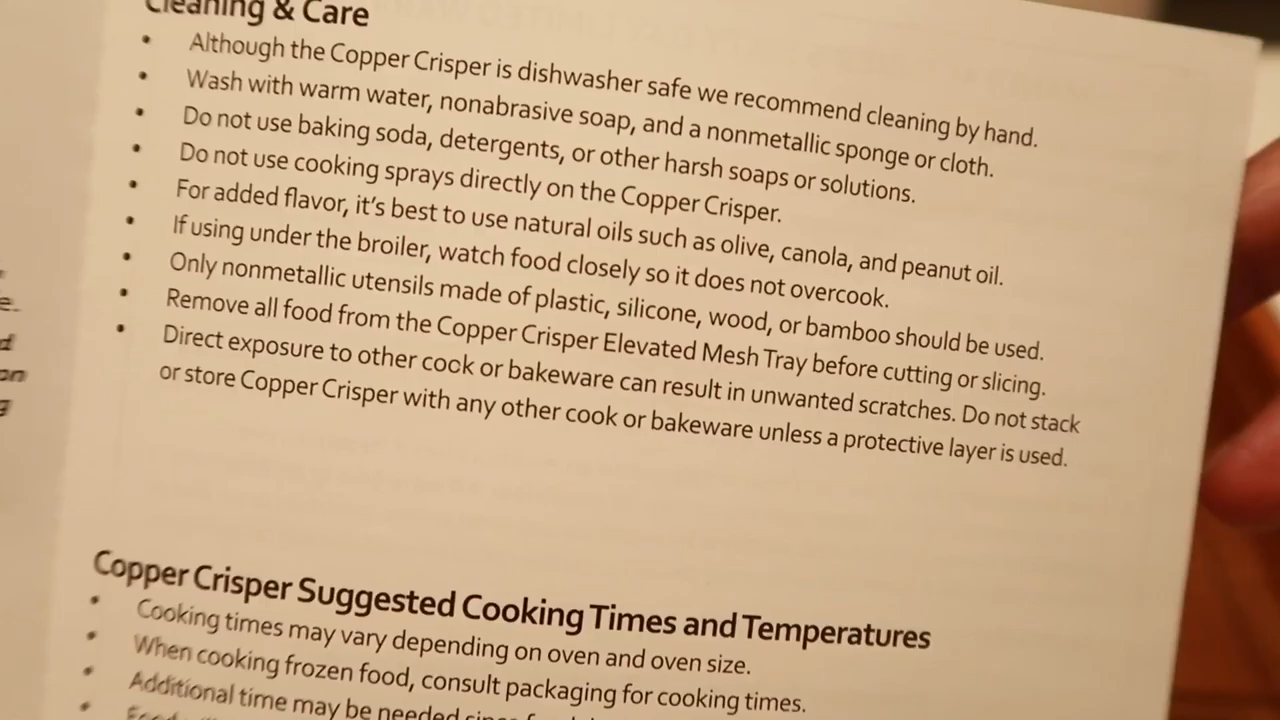 Cleaning & Care
• Although the Copper Crisper is dishwasher safe we recommend cleaning by hand.
• Wash with warm water, nonabrasive soap, and a nonmetallic sponge or cloth.
• Do not use baking soda, detergents, or other harsh soaps or solutions.
• Do not use cooking sprays directly on the Copper Crisper.
• For added flavor, it's best to use natural oils such as olive, canola, and peanut oil.
• If using under the broiler, watch food closely so it does not overcook.
• Only nonmetallic utensils made of plastic, silicone, wood, or bamboo should be used.
• Remove all food from the Copper Crisper Elevated Mesh Tray before cutting or slicing.
• Direct exposure to other cock or bakeware can result in unwanted scratches. Do not stack
or store Copper Crisper with any other cook or bakeware unless a protective layer is used.
Copper Crisper Suggested Cooking Times and Temperatures
• Cooking times may vary depending on oven and oven size.
• When cooking frozen food, consult packaging for cooking times.
• Additional time may be needed since